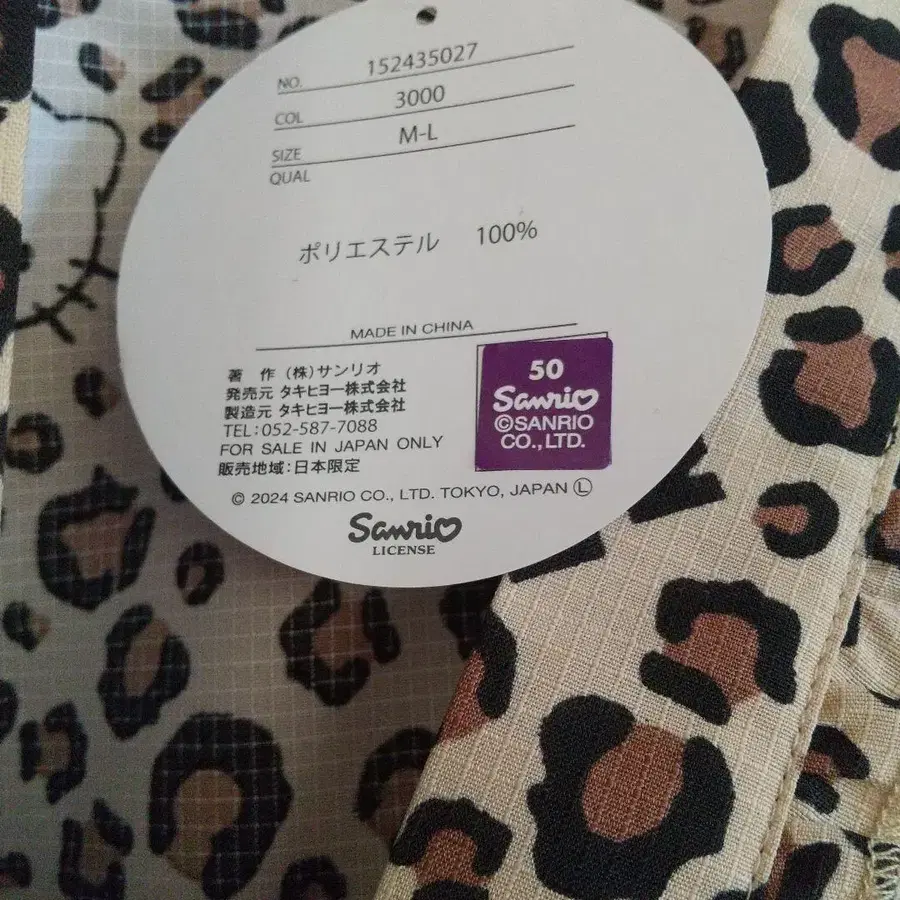 NO. 152435027
COL 3000
SIZE M-L
QUAL
ポリエステル 100%
MADE IN CHINA
著 作 (株)サンリオ
発売元 タキヒヨー株式会社
製造元 タキヒヨー株式会社
TEL:052-587-7088
FOR SALE IN JAPAN ONLY
販売地域:日本限定
50
Sanrio
©SANRIO
CO.,LTD.
© 2024 SANRIO CO., LTD. TOKYO, JAPAN Ⓛ
Sanrio
LICENSE